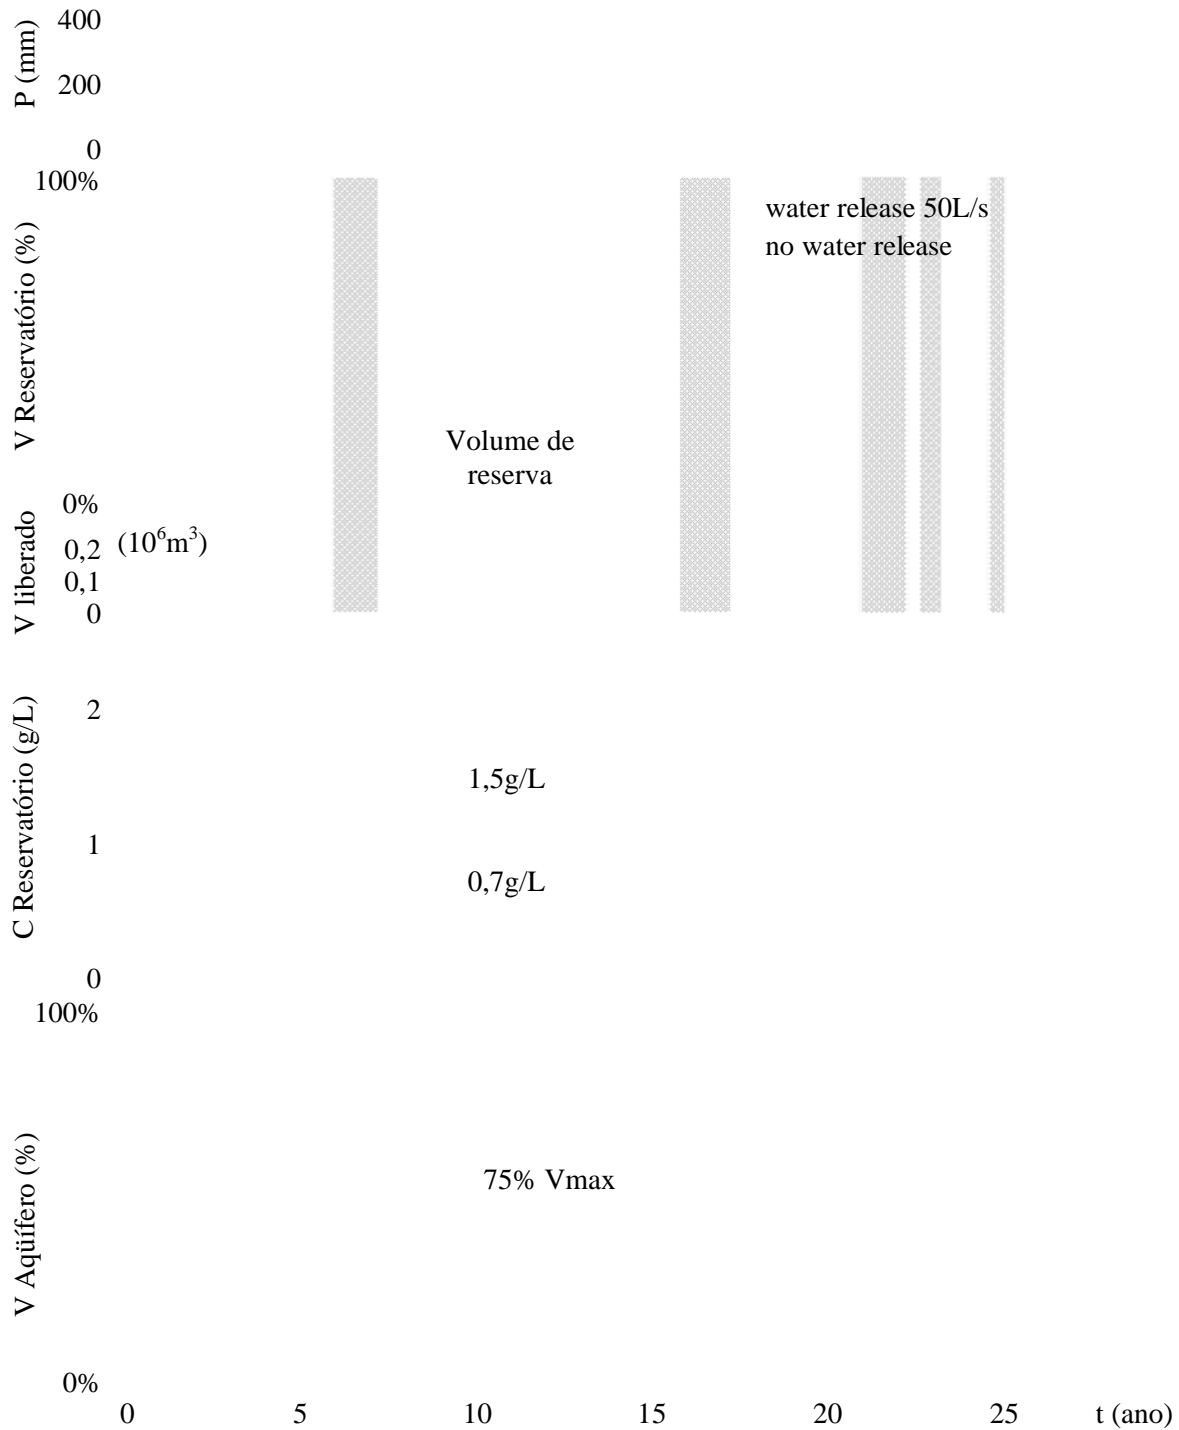 P (mm)
400
200
0
V Reservatório (%)
100%
water release 50L/s
no water release
Volume de
reserva
0%
V liberado
(10⁶m³)
0,2
0,1
0
C Reservatório (g/L)
2
1,5g/L
1
0,7g/L
0
V Aqüífero (%)
100%
75% Vmax
0%
0 5 10 15 20 25 t (ano)